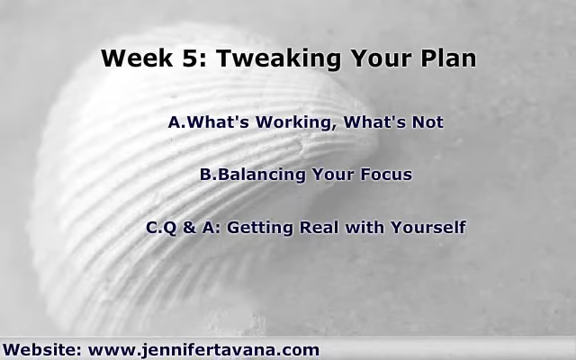 Week 5: Tweaking Your Plan
A.What's Working, What's Not
B.Balancing Your Focus
C.Q & A: Getting Real with Yourself
Website: www.jennifertavana.com